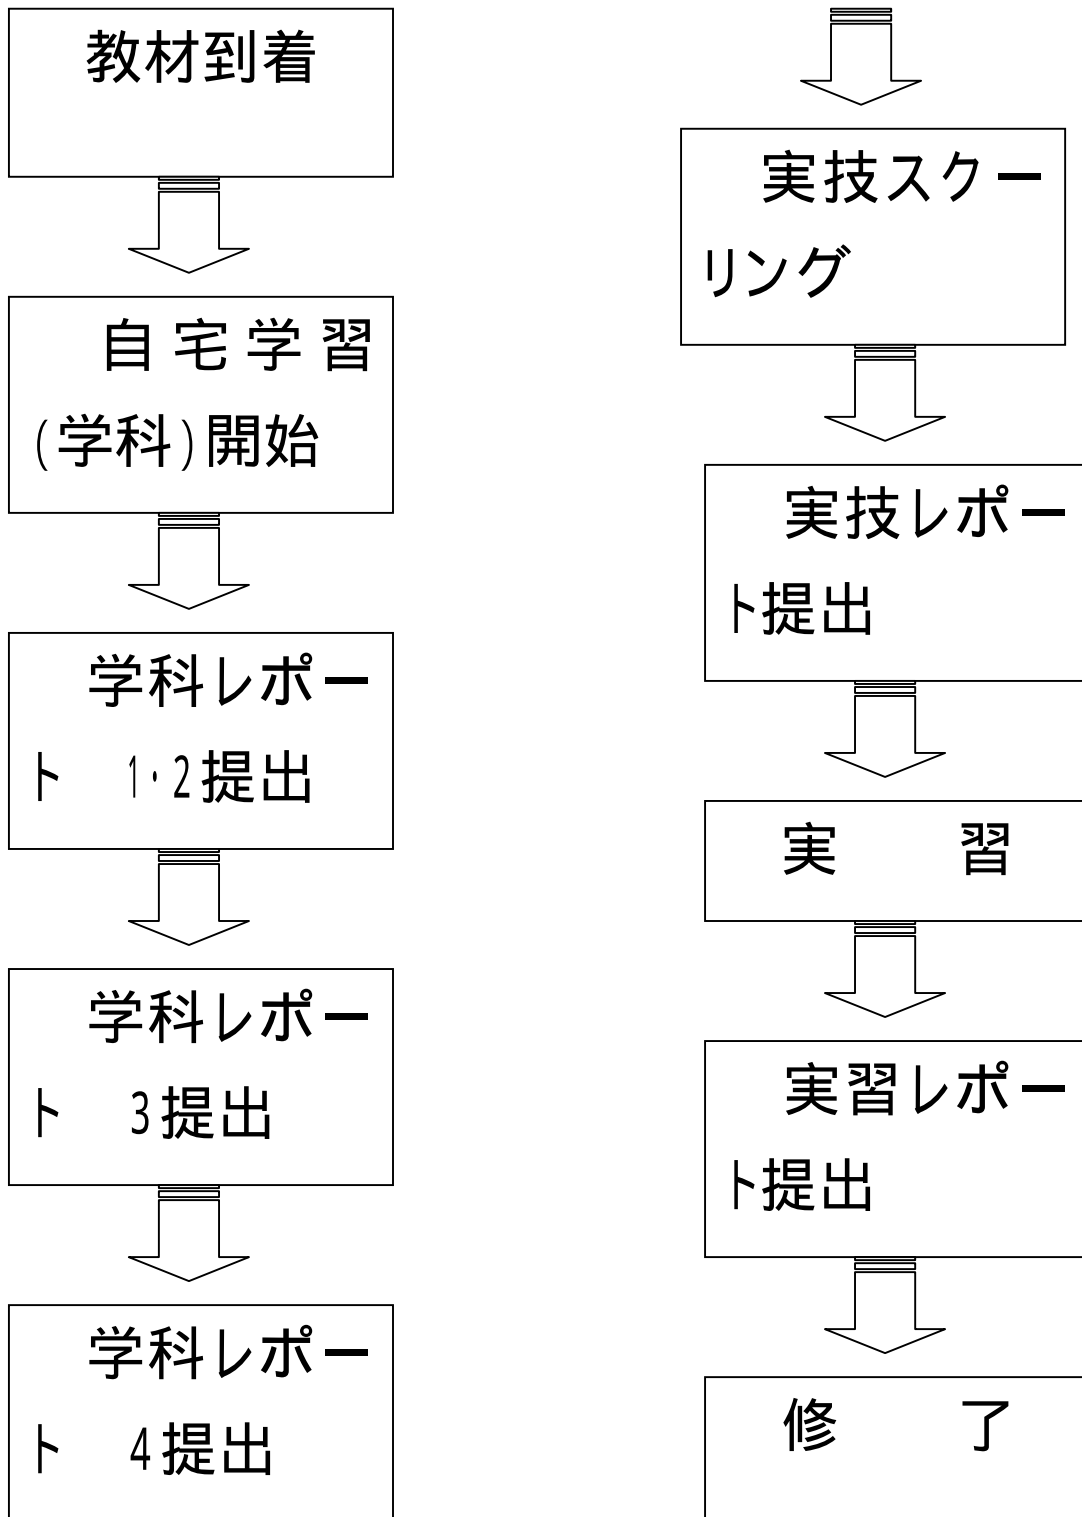 教材到着
自宅学習
(学科)開始
学科レポー
ト　1・2提出
学科レポー
ト　3提出
学科レポー
ト　4提出
実技スクー
リング
実技レポー
ト提出
実　　習
実習レポー
ト提出
修　　了